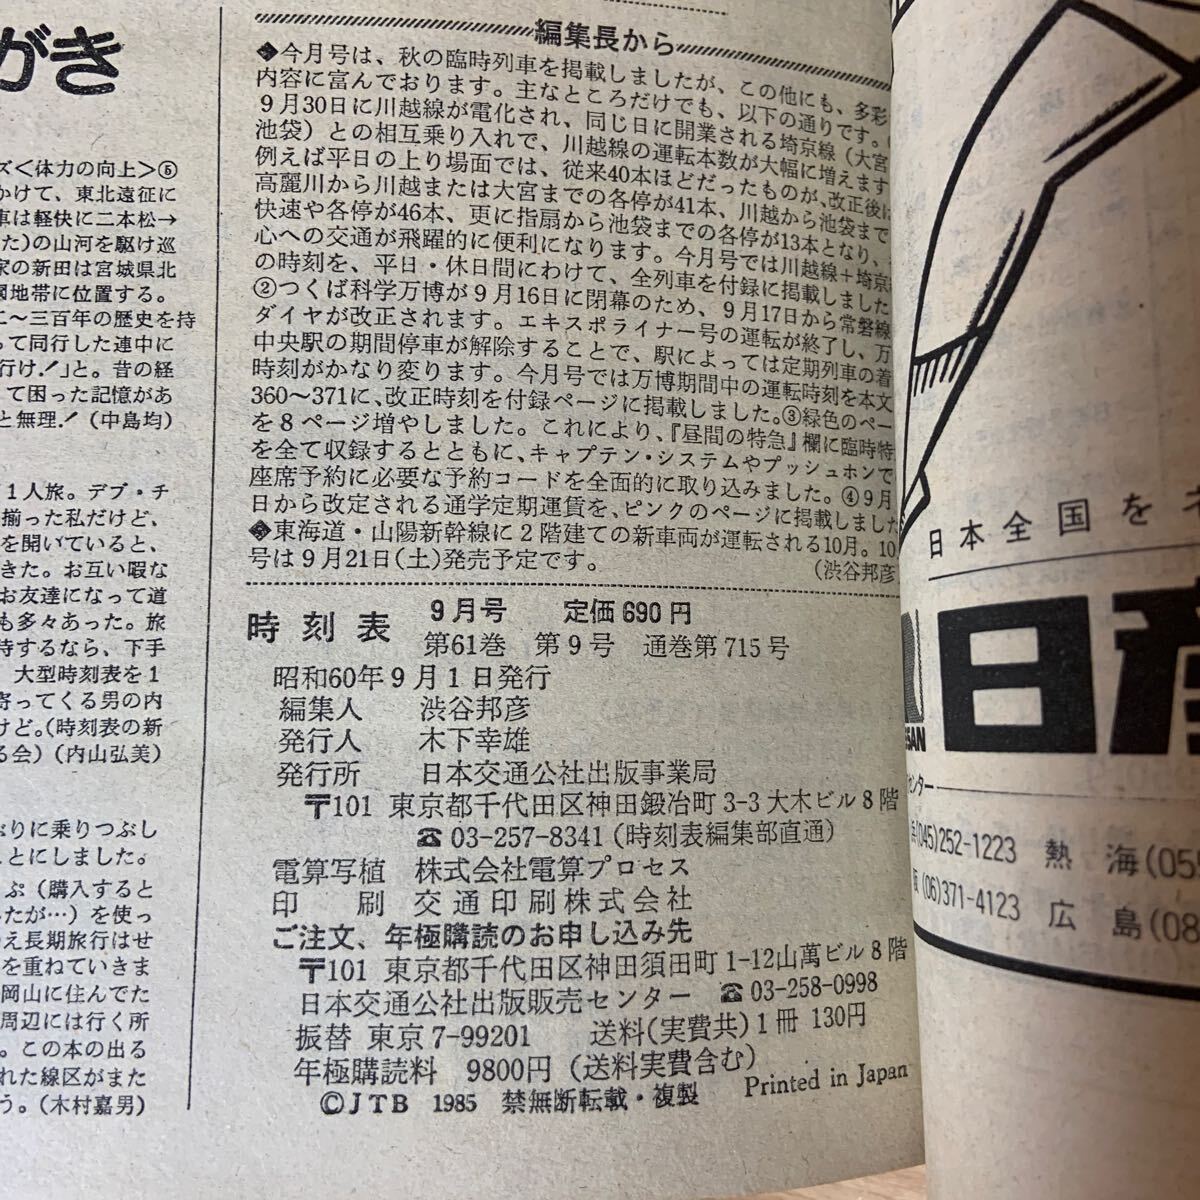 がき
ズ<体力の向上>⑤
かけて、東北遠征に
車は軽快に二本松→
た)の山河を駆け巡
家の新田は宮城県北
地帯に位置する。
二〜三百年の歴史を持
って同行した連中に
行け!」と。昔の経
て困った記憶があ
と無理!(中島均)
1人旅。デブ・チ
揃った私だけど、
を開いていると、
きた。お互い暇な
お友達になって道
も多々あった。旅
待するなら、下手
大型時刻表を1
寄ってくる男の内
けど。(時刻表の新
る会)(内山弘美)
ぶりに乗りつぶし
ことにしました。
ぷ(購入すると
たが…)を使っ
え長期旅行はせ
を重ねていきま
岡山に住んでた
周辺には行く所
。この本の出る
れた線区がまた
う。(木村嘉男)
編集長から
◆今月号は、秋の臨時列車を掲載しましたが、この他にも、多彩
内容に富んでおります。主なところだけでも、以下の通りです。
9月30日に川越線が電化され、同じ日に開業される埼京線(大宮
池袋)との相互乗り入れで、川越線の運転本数が大幅に増えます
例えば平日の上り場面では、従来40本ほどだったものが、改正後は
高麗川から川越または大宮までの各停が41本、川越から池袋まで
快速や各停が46本、更に指扇から池袋までの各停が13本となり、
心への交通が飛躍的に便利になります。今月号では川越線+埼京
の時刻を、平日・休日間にわけて、全列車を付録に掲載しました
②つくば科学万博が9月16日に閉幕のため、9月17日から常磐線
ダイヤが改正されます。エキスポライナー号の運転が終了し、万
中央駅の期間停車が解除することで、駅によっては定期列車の着
時刻がかなり変ります。今月号では万博期間中の運転時刻を本文
360〜371に、改正時刻を付録ページに掲載しました。③緑色のペー
を8ページ増やしました。これにより、『昼間の特急』欄に臨時特
を全て収録するとともに、キャプテン・システムやプッシュホンで
座席予約に必要な予約コードを全面的に取り込みました。④9月
日から改定される通学定期運賃を、ピンクのページに掲載しました
◆東海道・山陽新幹線に2階建ての新車両が運転される10月。10
号は9月21日(土)発売予定です。 (渋谷邦彦)
時刻表 9月号 定価690円
第61巻 第9号 通巻第715号
昭和60年9月1日発行
編集人 渋谷邦彦
発行人 木下幸雄
発行所 日本交通公社出版事業局
〒101 東京都千代田区神田鍛冶町3-3大木ビル8階
☎03-257-8341(時刻表編集部直通)
電算写植 株式会社電算プロセス
印刷 交通印刷株式会社
ご注文、年極購読のお申し込み先
〒101 東京都千代田区神田須田町1-12山萬ビル8階
日本交通公社出版販売センター ☎03-258-0998
振替 東京7-99201 送料(実費共)1冊 130円
年極購読料 9800円(送料実費含む)
©JTB 1985 禁無断転載・複製 Printed in Japan
日本全国をネ
日産
センター
(045)252-1223 熱海(055
(06)371-4123 広島(08